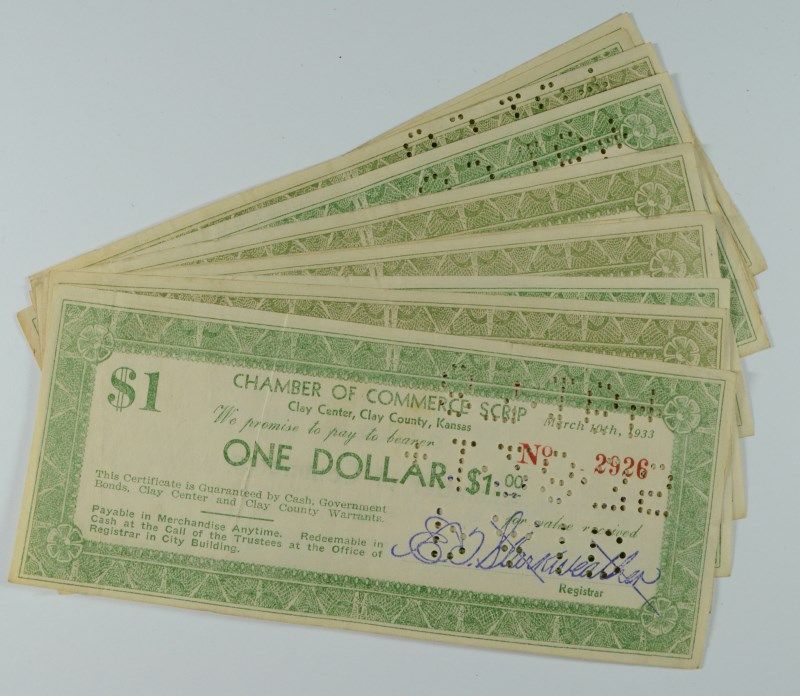 $1
CHAMBER OF COMMERCE SCRIP
Clay Center, Clay County, Kansas
March 10th, 1933
We promise to pay to bearer
No 2926
ONE DOLLAR $1.00
This Certificate is Guaranteed by Cash, Government
Bonds, Clay Center and Clay County Warrants.
for value received
Payable in Merchandise Anytime. Redeemable in
Cash at the Call of the Trustees at the Office of
Registrar in City Building.
Registrar